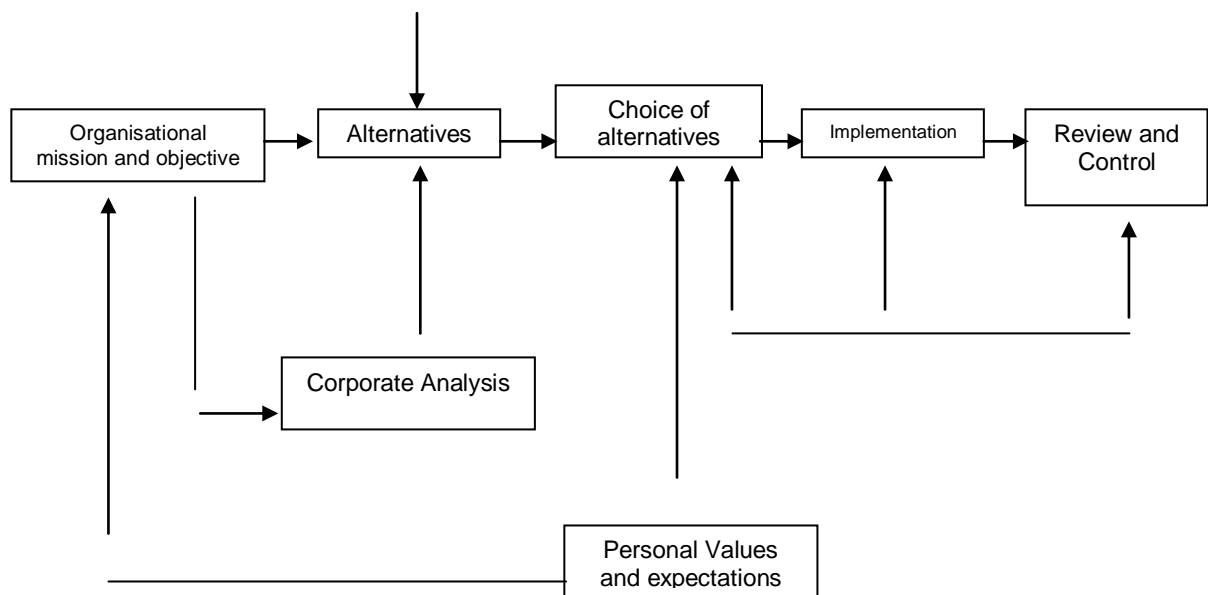 Organisational
mission and objective
Alternatives
Choice of
alternatives
Implementation
Review and
Control
Corporate Analysis
Personal Values
and expectations